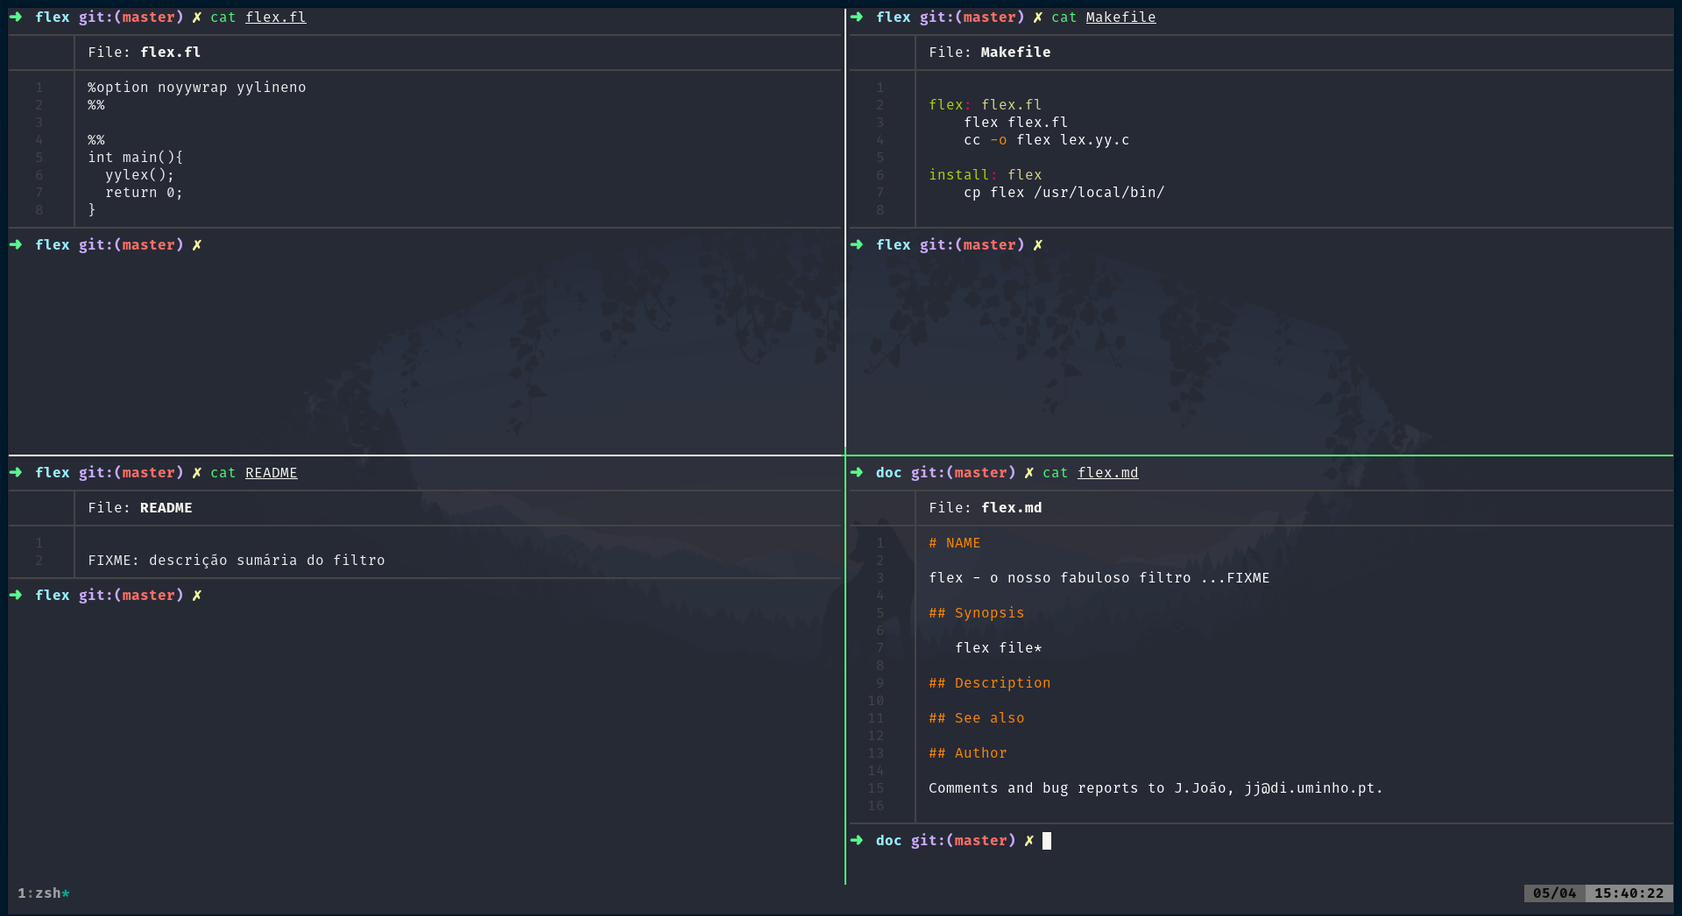 ➜ flex git:(master) ✗ cat flex.fl
File: flex.fl
1 %option noyywrap yylineno
2 %%
3
4 %%
5 int main(){
6   yylex();
7   return 0;
8 }
➜ flex git:(master) ✗
➜ flex git:(master) ✗ cat Makefile
File: Makefile
1
2 flex: flex.fl
3     flex flex.fl
4     cc -o flex lex.yy.c
5
6 install: flex
7     cp flex /usr/local/bin/
8
➜ flex git:(master) ✗
➜ flex git:(master) ✗ cat README
File: README
1
2 FIXME: descrição sumária do filtro
➜ flex git:(master) ✗
➜ doc git:(master) ✗ cat flex.md
File: flex.md
1 # NAME
2
3 flex - o nosso fabuloso filtro ...FIXME
4
5 ## Synopsis
6
7    flex file*
8
9 ## Description
10
11 ## See also
12
13 ## Author
14
15 Comments and bug reports to J.João, jj@di.uminho.pt.
16
➜ doc git:(master) ✗
1:zsh* 05/04 15:40:22